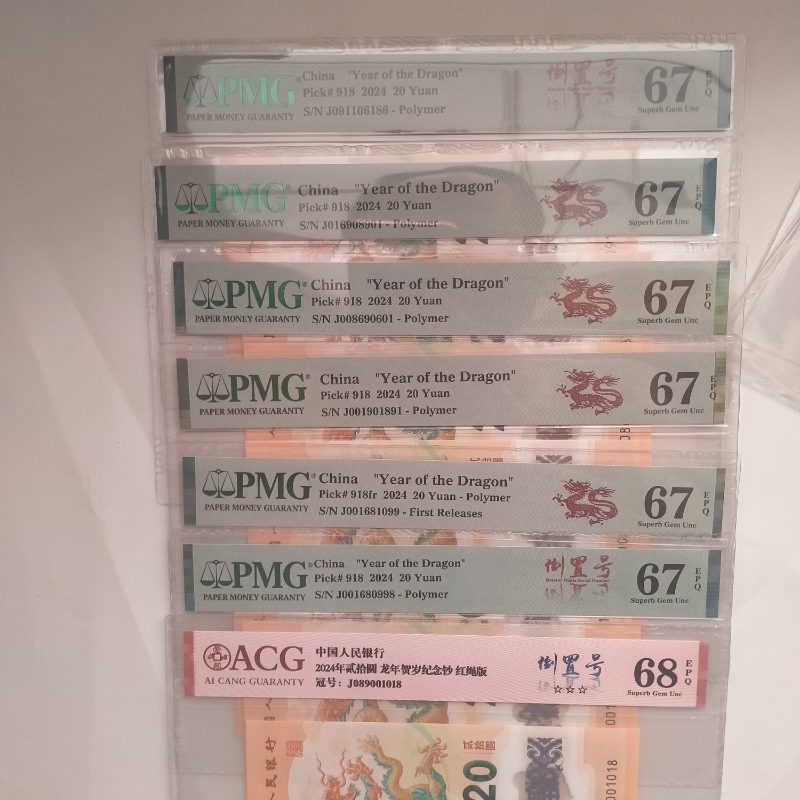 PMG
PAPER MONEY GUARANTY
China "Year of the Dragon"
Pick# 918 2024 20 Yuan
S/N J091106186 - Polymer
倒置号
67
EPQ
Superb Gem Unc
PMG
PAPER MONEY GUARANTY
China "Year of the Dragon"
Pick# 918 2024 20 Yuan
S/N J016908901 - Polymer
67
EPQ
Superb Gem Unc
PMG
PAPER MONEY GUARANTY
China "Year of the Dragon"
Pick# 918 2024 20 Yuan
S/N J008690601 - Polymer
67
EPQ
Superb Gem Unc
PMG
PAPER MONEY GUARANTY
China "Year of the Dragon"
Pick# 918 2024 20 Yuan
S/N J001901891 - Polymer
67
EPQ
Superb Gem Unc
PMG
PAPER MONEY GUARANTY
China "Year of the Dragon"
Pick# 918fr 2024 20 Yuan - Polymer
S/N J001681099 - First Releases
67
EPQ
Superb Gem Unc
PMG
PAPER MONEY GUARANTY
China "Year of the Dragon"
Pick# 918 2024 20 Yuan
S/N J001680998 - Polymer
倒置号
67
EPQ
Superb Gem Unc
ACG
AI CANG GUARANTY
中国人民银行
2024年贰拾圆 龙年贺岁纪念钞 红绳版
冠号: J089001018
倒置号
☆☆☆
68
EPQ
Superb Gem Unc
人民银行
贰拾圆
20
001018